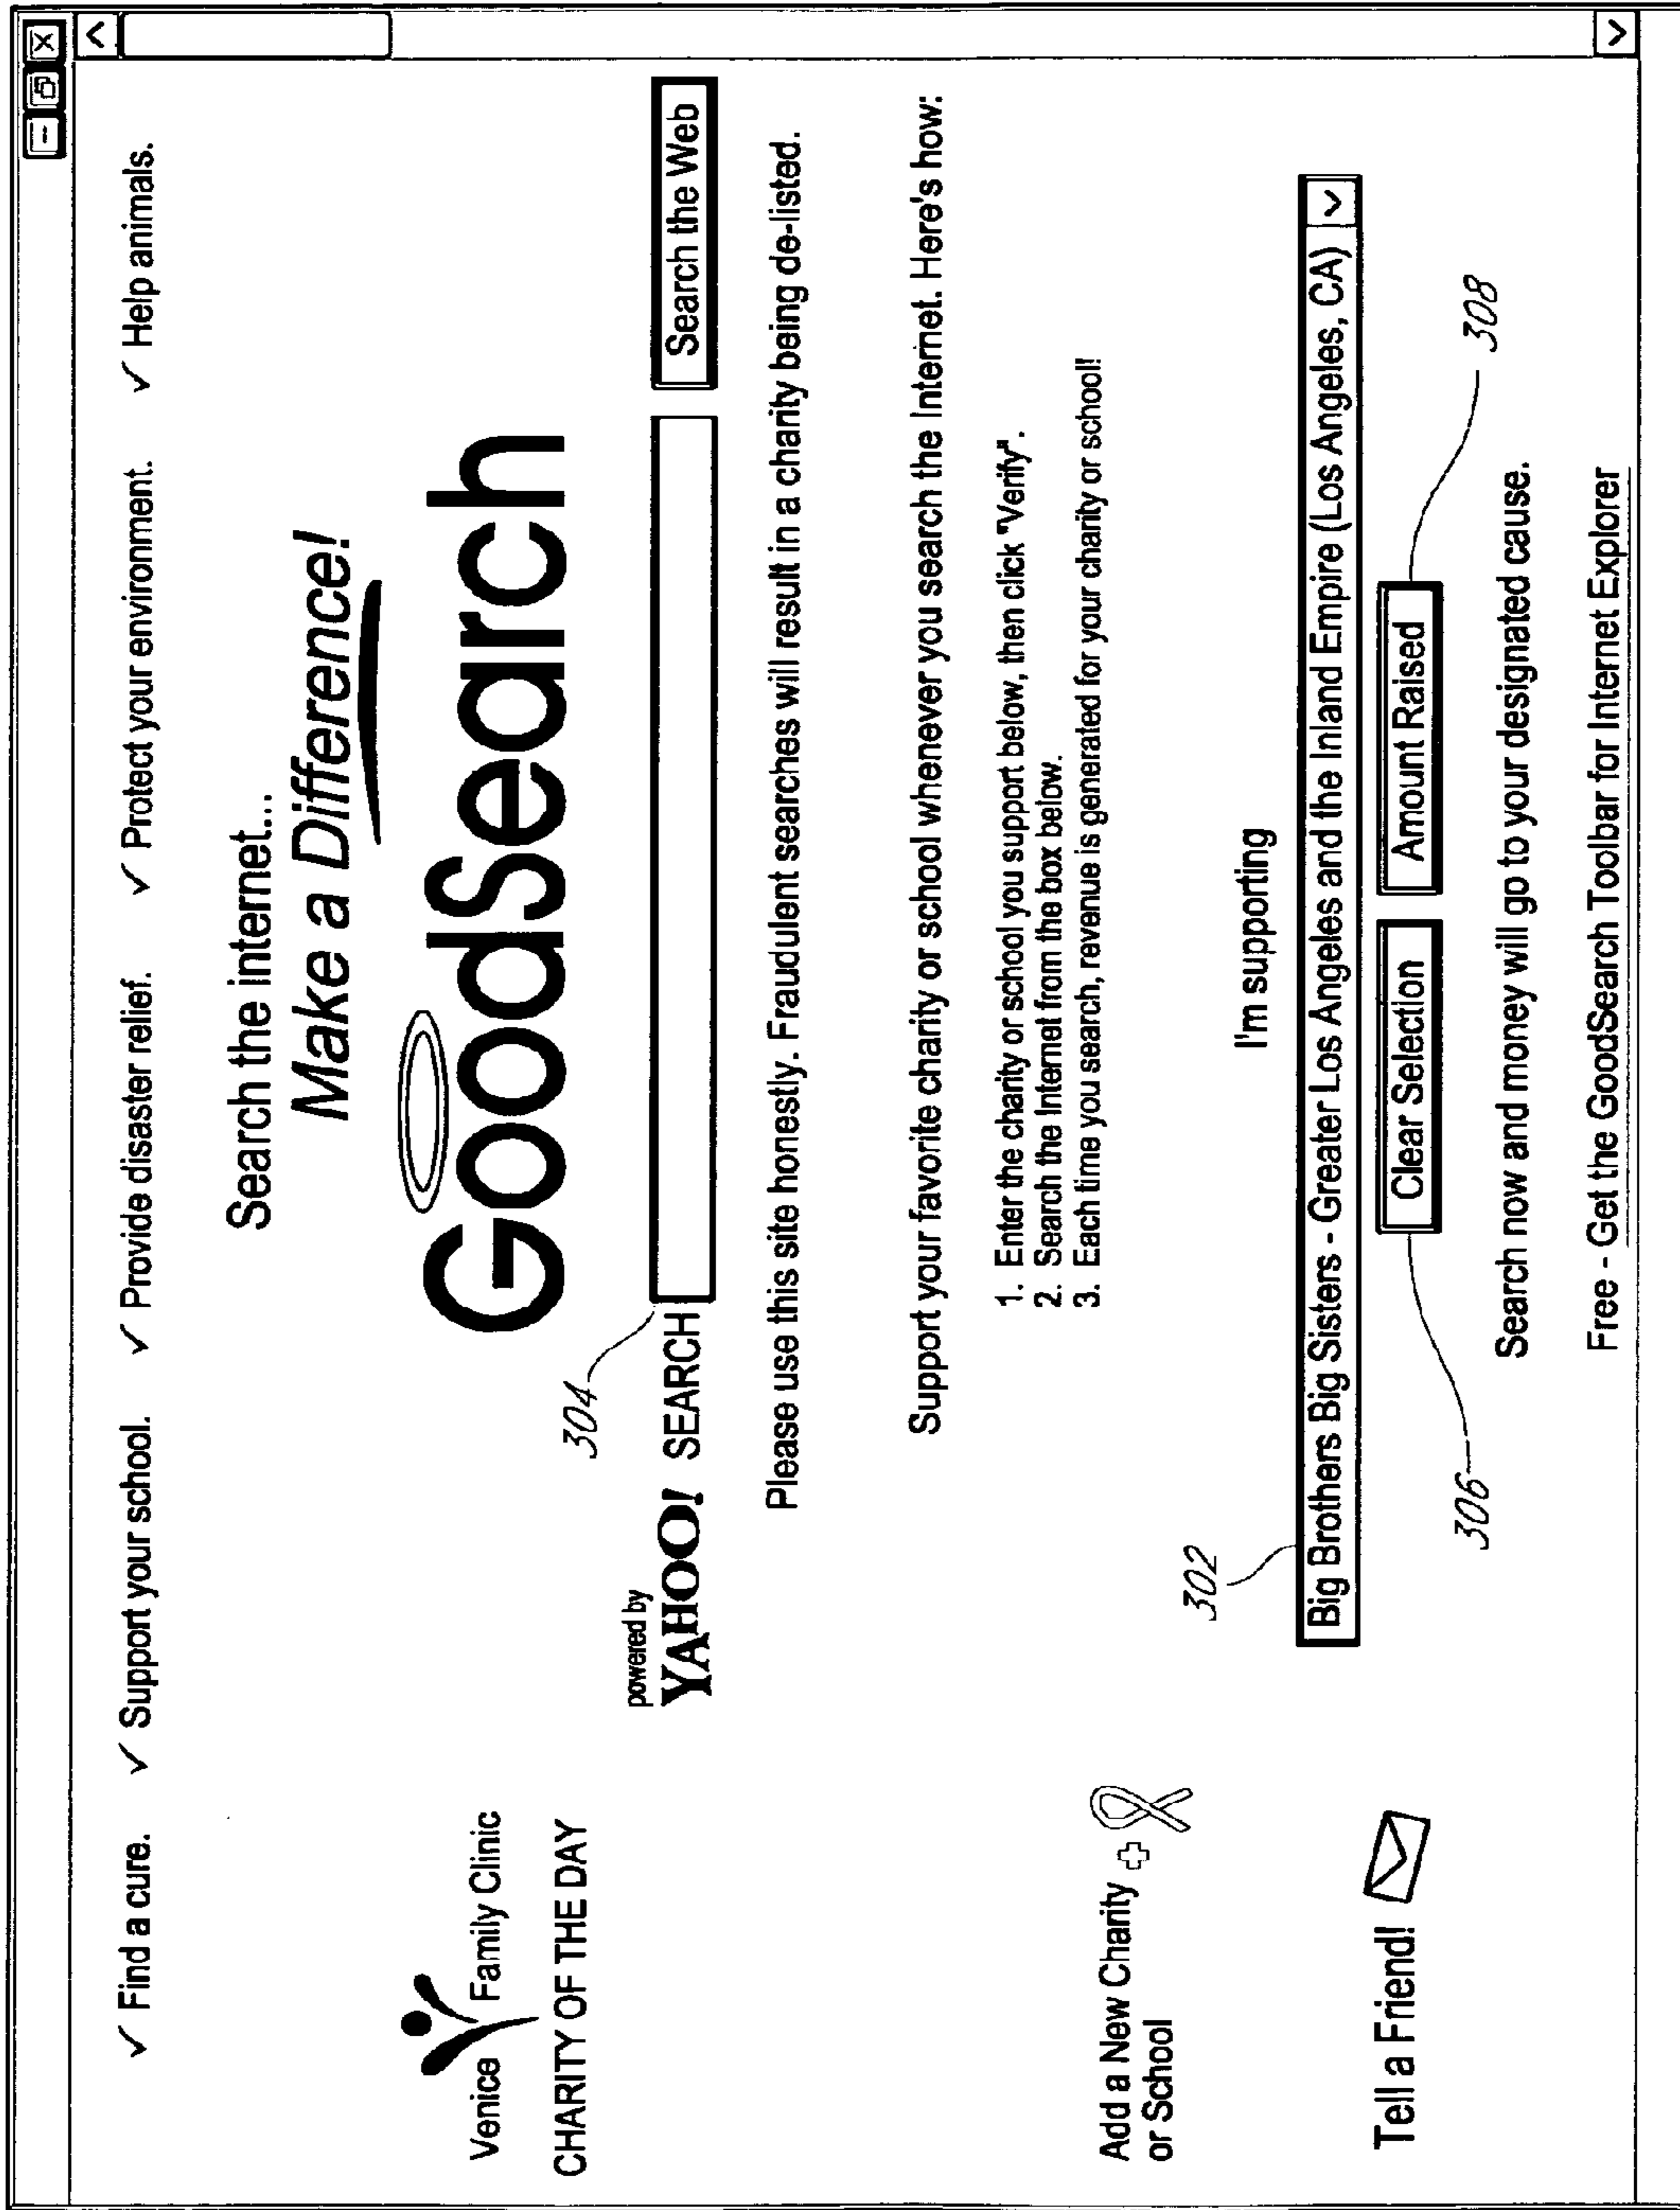 ✓ Find a cure. ✓ Support your school. ✓ Provide disaster relief. ✓ Protect your environment. ✓ Help animals.
Search the internet...
Make a Difference!
GoodSearch
Venice Family Clinic
CHARITY OF THE DAY
304
powered by
YAHOO! SEARCH
Search the Web
Please use this site honestly. Fraudulent searches will result in a charity being de-listed.
Support your favorite charity or school whenever you search the Internet. Here's how:
1. Enter the charity or school you support below, then click "Verify".
2. Search the Internet from the box below.
3. Each time you search, revenue is generated for your charity or school!
Add a New Charity
or School
302
I'm supporting
Big Brothers Big Sisters - Greater Los Angeles and the Inland Empire (Los Angeles, CA)
Tell a Friend!
Clear Selection
Amount Raised
306
308
Search now and money will go to your designated cause.
Free - Get the GoodSearch Toolbar for Internet Explorer